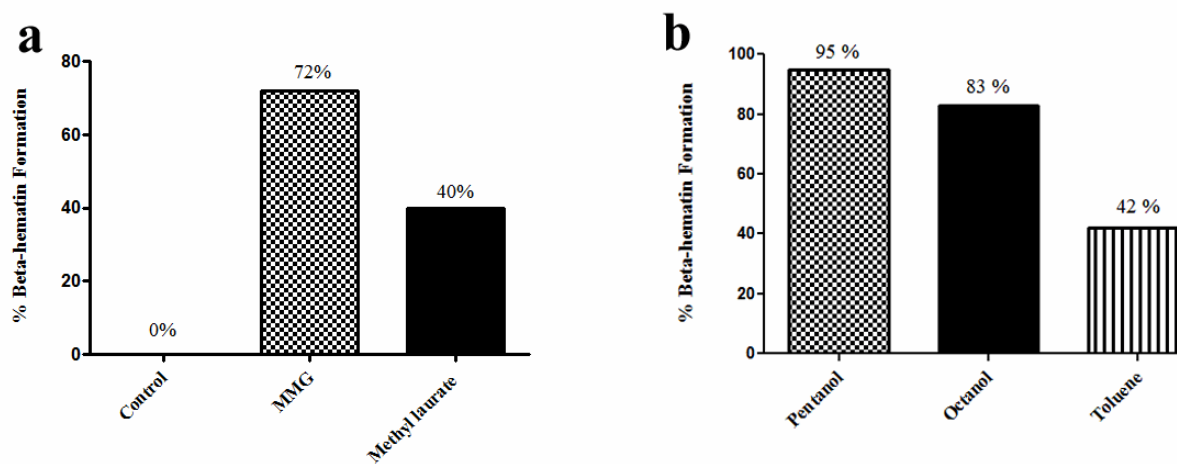 a
% Beta-hematin Formation
80
60
40
20
0
0%
72%
40%
Control
MMG
Methyl laurate
b
% Beta-hematin Formation
100
80
60
40
20
0
95 %
83 %
42 %
Pentanol
Octanol
Toluene